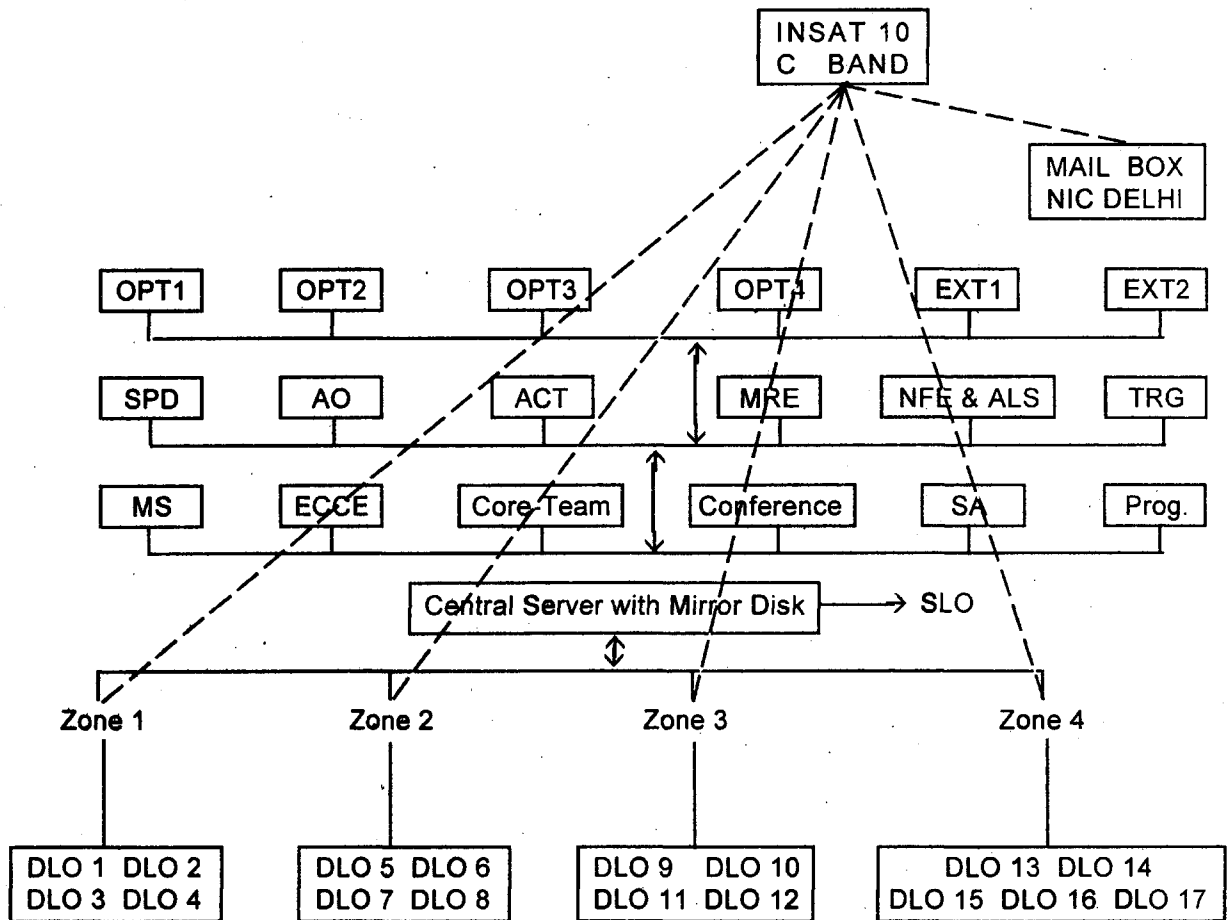 INSAT 10
C BAND
MAIL BOX
NIC DELHI
OPT1 OPT2 OPT3 OPT4 EXT1 EXT2
SPD AO ACT MRE NFE & ALS TRG
MS ECCE Core-Team Conference SA Prog.
Central Server with Mirror Disk SLO
Zone 1 Zone 2 Zone 3 Zone 4
DLO 1 DLO 2 DLO 5 DLO 6 DLO 9 DLO 10 DLO 13 DLO 14
DLO 3 DLO 4 DLO 7 DLO 8 DLO 11 DLO 12 DLO 15 DLO 16 DLO 17